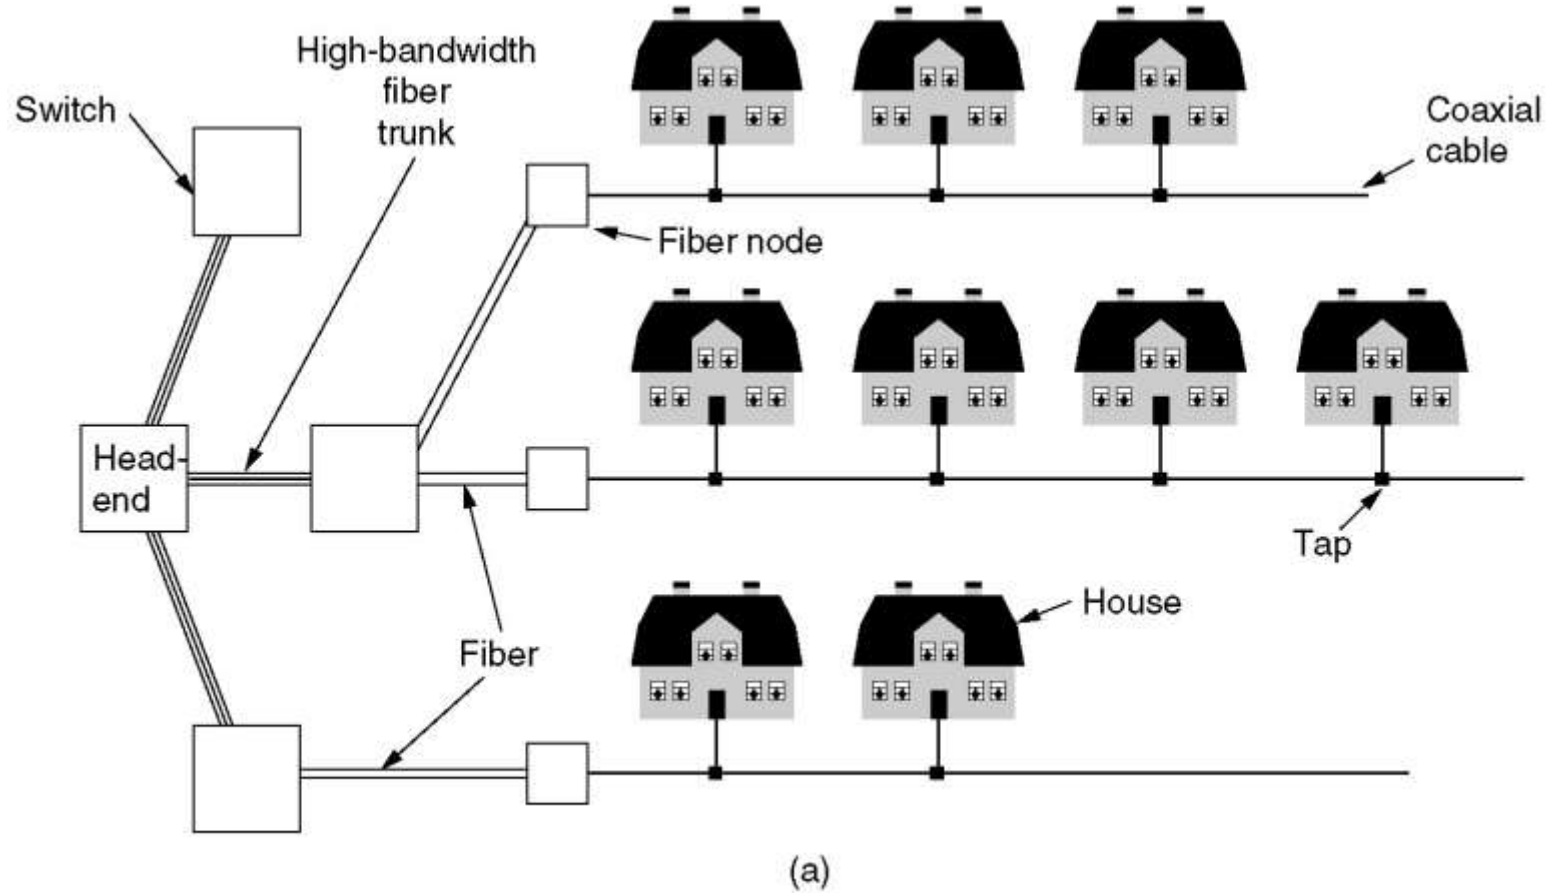 High-bandwidth
fiber
trunk
Switch
Coaxial
cable
Fiber node
Head-
end
Tap
House
Fiber
(a)